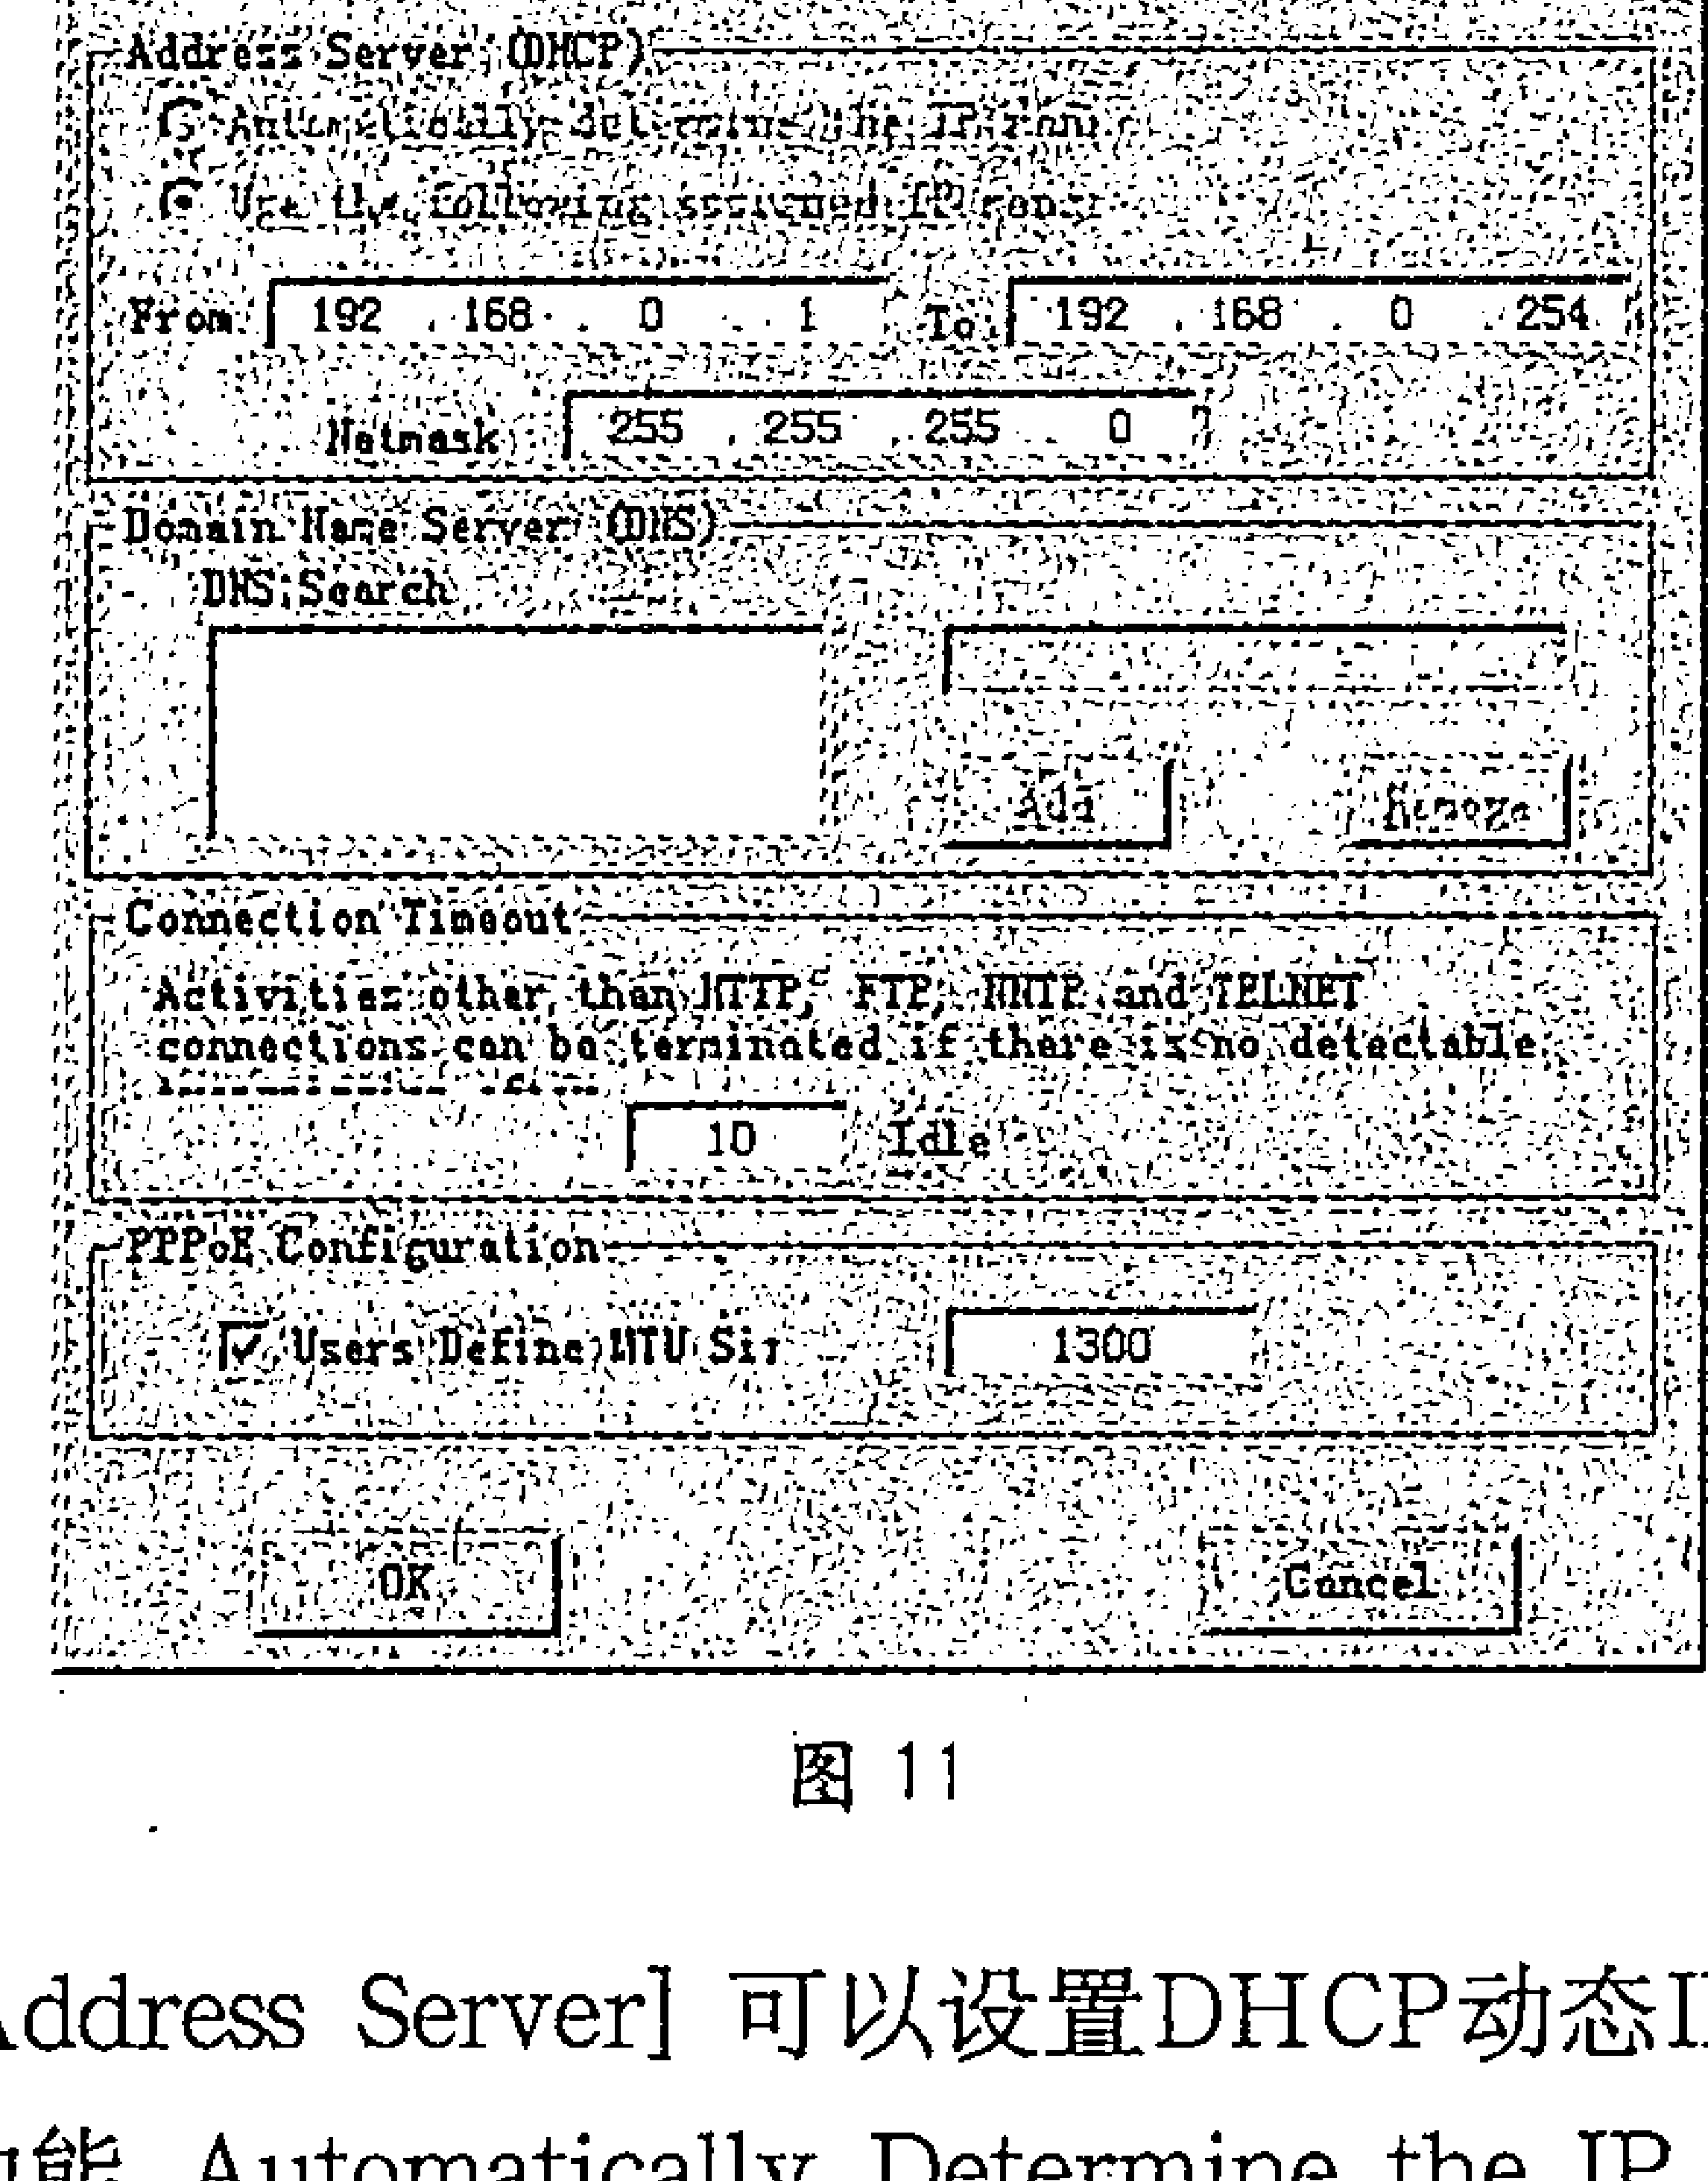 Address Server (DHCP)
Use the following assigned IP
From 192 . 168 . 0 . 1 To 192 . 168 . 0 . 254
Netmask 255 . 255 . 255 . 0
Domain Name Server (DNS)
DNS Search
Add Remove
Connection Timeout
Activities other than HTTP, FTP, NNTP and TELNET
connections can be terminated if there is no detectable
10 Idle
PPPoE Configuration
Users Define MTU Siz
1300
OK Cancel
图 11
Address Server] 可以设置DHCP动态I
能 Automatically Determine the IP